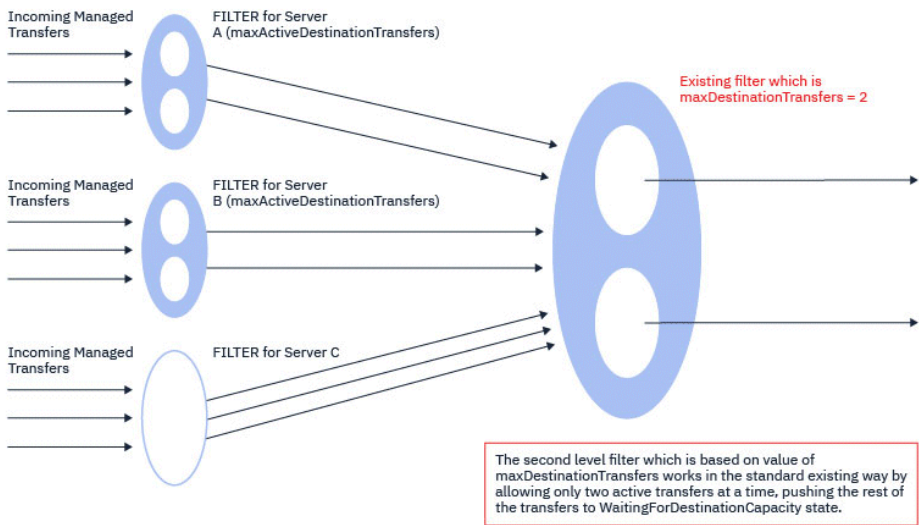 Incoming Managed
Transfers
FILTER for Server
A (maxActiveDestinationTransfers)
Existing filter which is
maxDestinationTransfers = 2
Incoming Managed
Transfers
FILTER for Server
B (maxActiveDestinationTransfers)
Incoming Managed
Transfers
FILTER for Server C
The second level filter which is based on value of
maxDestinationTransfers works in the standard existing way by
allowing only two active transfers at a time, pushing the rest of
the transfers to WaitingForDestinationCapacity state.